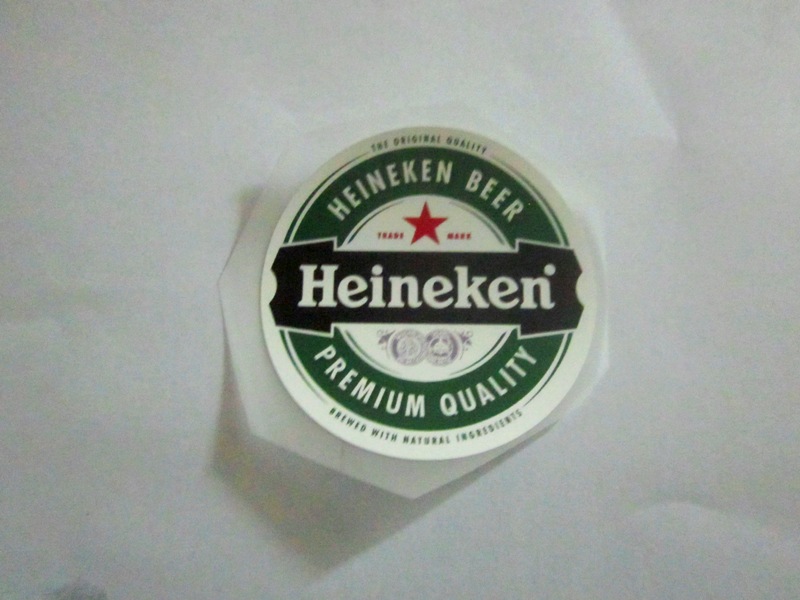 THE ORIGINAL QUALITY
HEINEKEN BEER
TRADE MARK
Heineken
PREMIUM QUALITY
BREWED WITH NATURAL INGREDIENTS